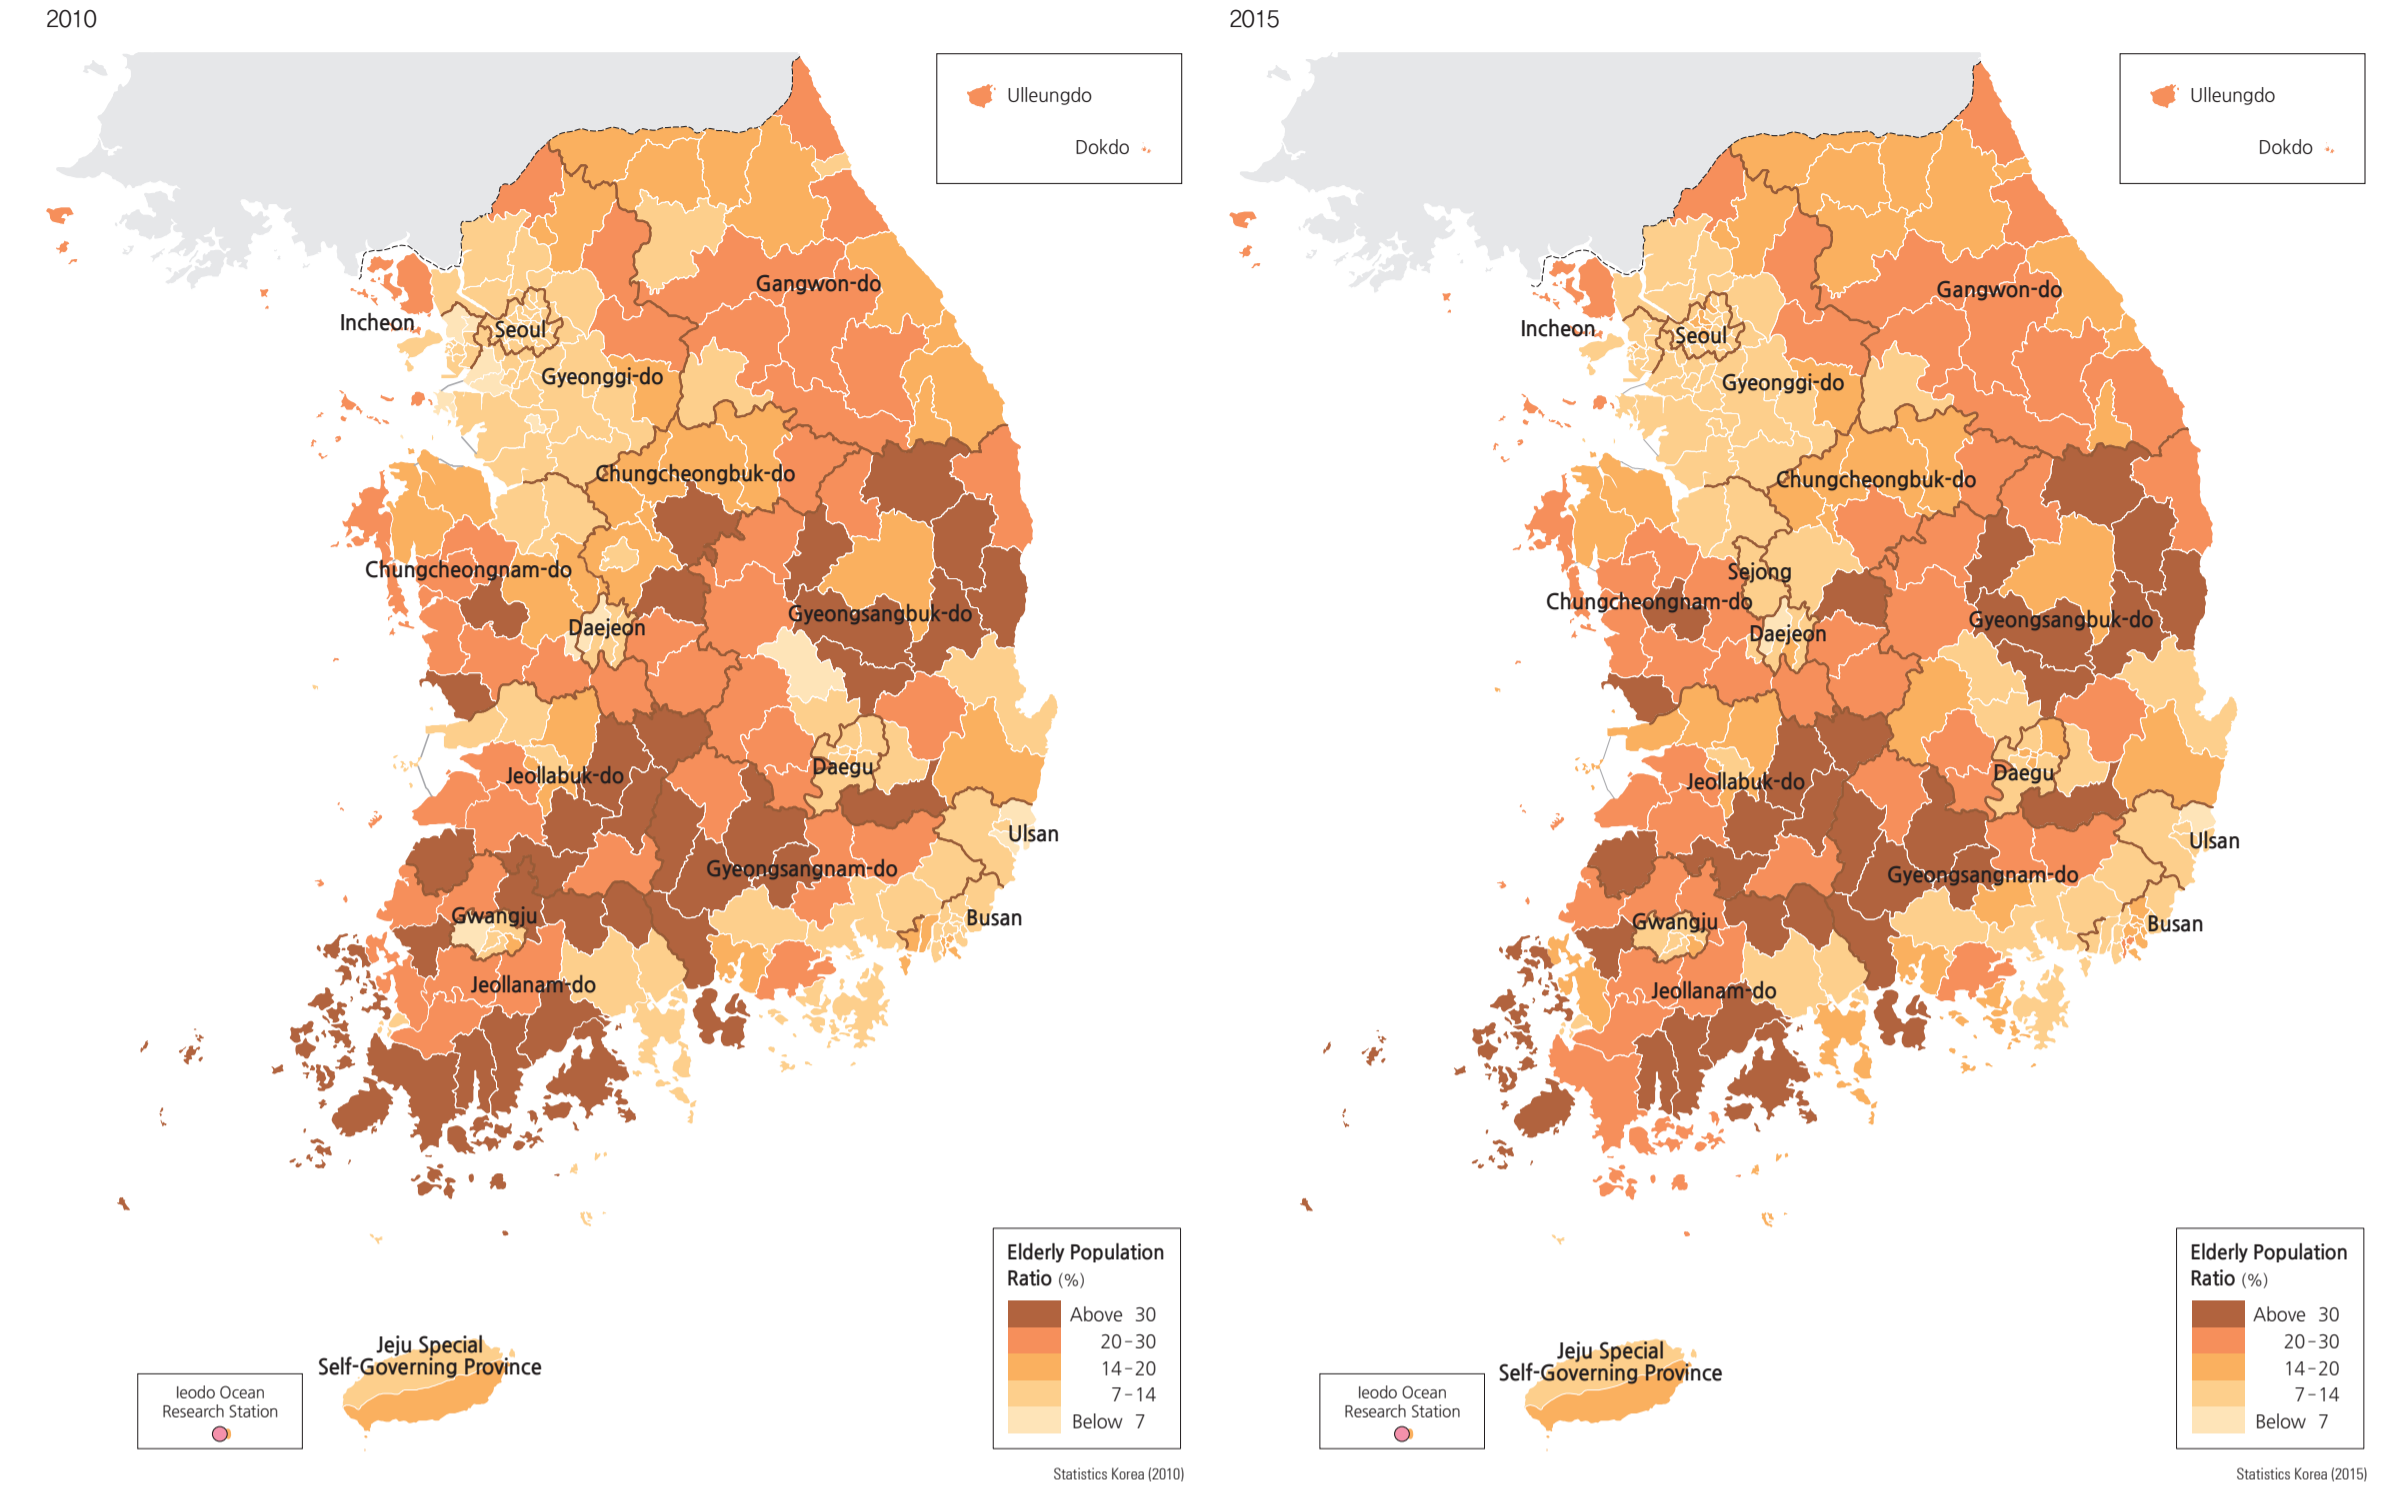 2010
Ulleungdo
Dokdo
Gangwon-do
Incheon
Seoul
Gyeonggi-do
Chungcheongbuk-do
Chungcheongnam-do
Gyeongsangbuk-do
Daejeon
Jeollabuk-do
Daegu
Ulsan
Gyeongsangnam-do
Gwangju
Busan
Jeollanam-do
Elderly Population
Ratio (%)
Above 30
20-30
14-20
7-14
Below 7
Jeju Special
Self-Governing Province
Ieodo Ocean
Research Station
Statistics Korea (2010)
2015
Ulleungdo
Dokdo
Gangwon-do
Incheon
Seoul
Gyeonggi-do
Chungcheongbuk-do
Sejong
Chungcheongnam-do
Gyeongsangbuk-do
Daejeon
Daegu
Jeollabuk-do
Ulsan
Gyeongsangnam-do
Gwangju
Busan
Jeollanam-do
Elderly Population
Ratio (%)
Above 30
20-30
14-20
7-14
Below 7
Jeju Special
Self-Governing Province
Ieodo Ocean
Research Station
Statistics Korea (2015)